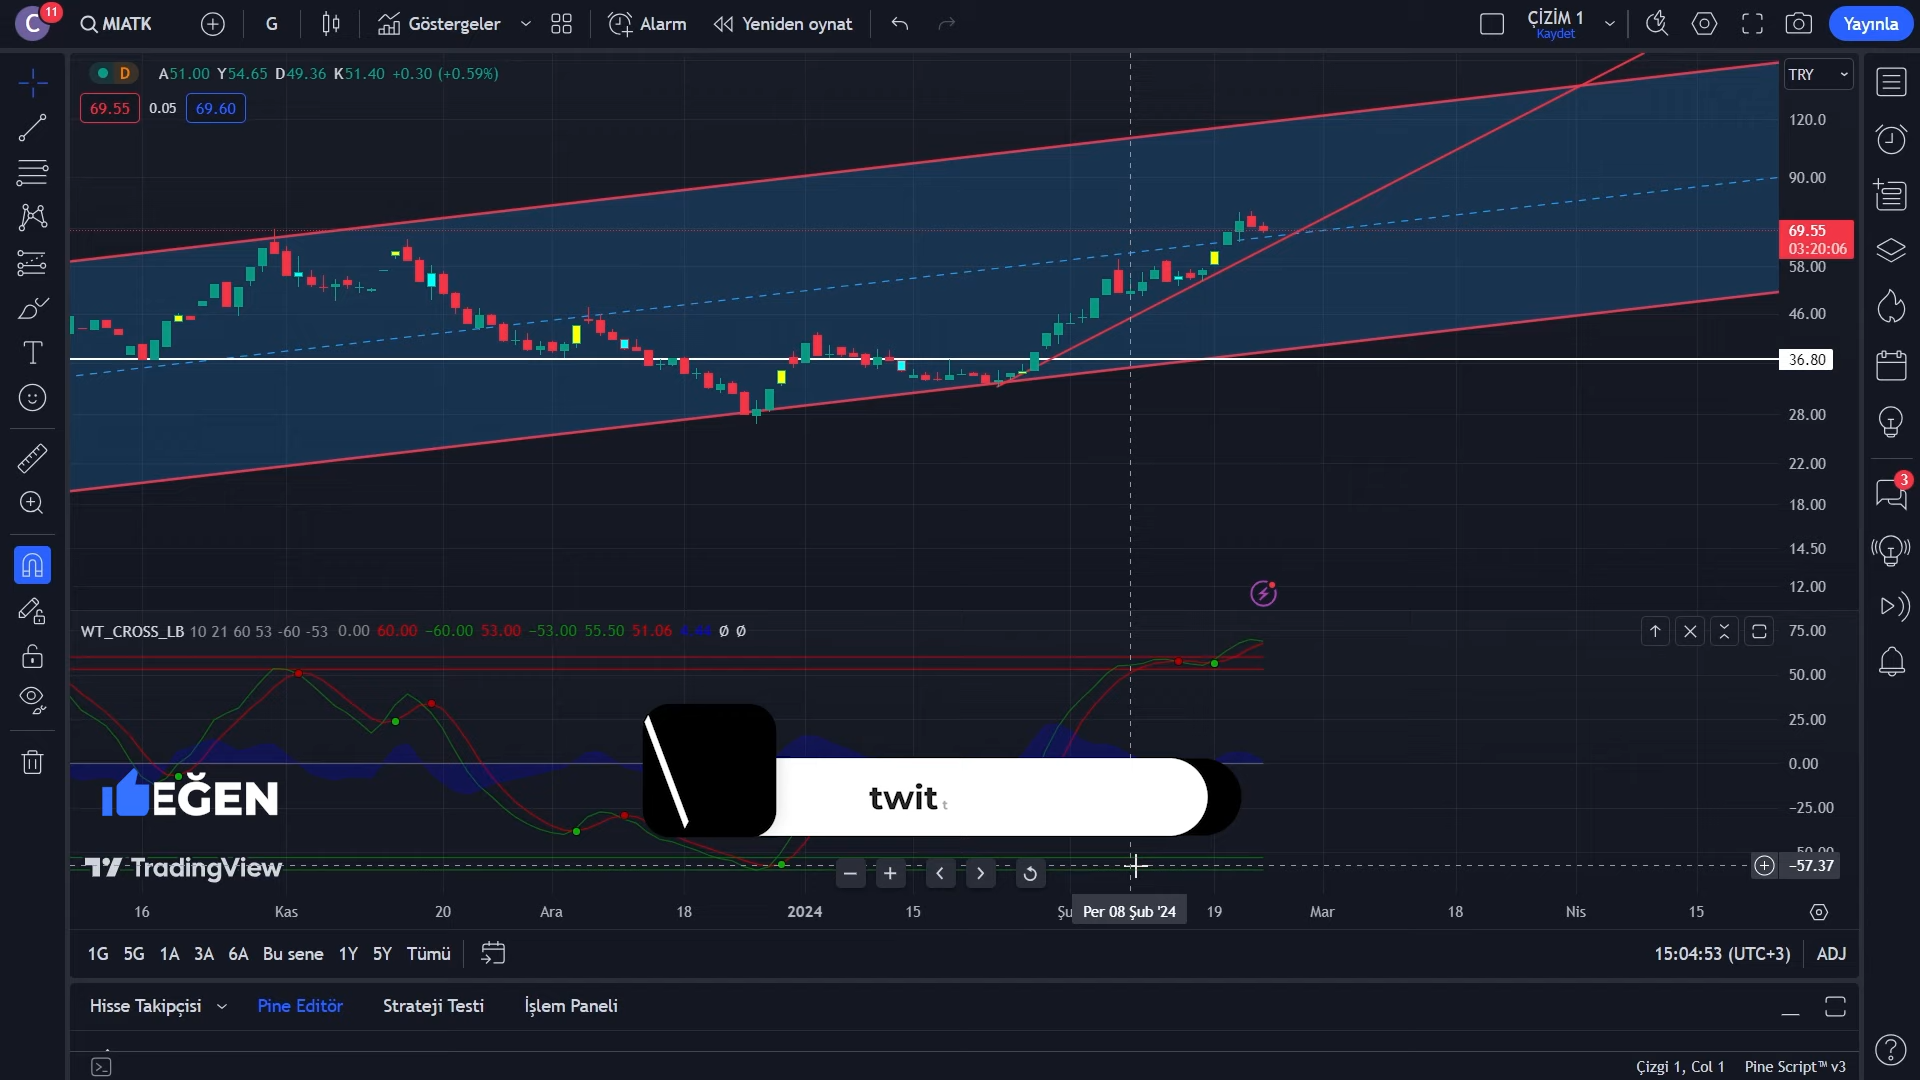 C 11 MIATK G Göstergeler Alarm Yeniden oynat ÇİZİM 1 Kaydet Yayınla
D A51.00 Y54.65 D49.36 K51.40 +0.30 (+0.59%)
TRY
69.55 0.05 69.60
120.0
90.00
69.55
03:20:06
58.00
46.00
36.80
28.00
22.00
18.00
14.50
12.00
WT_CROSS_LB 10 21 60 53 -60 -53 0.00 60.00 −60.00 53.00 −53.00 55.50 51.06 Ø Ø
75.00
50.00
25.00
0.00
−25.00
−57.37
3
BEĞEN
twit
TradingView
16 Kas 20 Ara 18 2024 15 Şu Per 08 Şub '24 19 Mar 18 Nis 15
1G 5G 1A 3A 6A Bu sene 1Y 5Y Tümü
15:04:53 (UTC+3) ADJ
Hisse Takipçisi Pine Editör Strateji Testi İşlem Paneli
Çizgi 1, Col 1 Pine Script™ v3